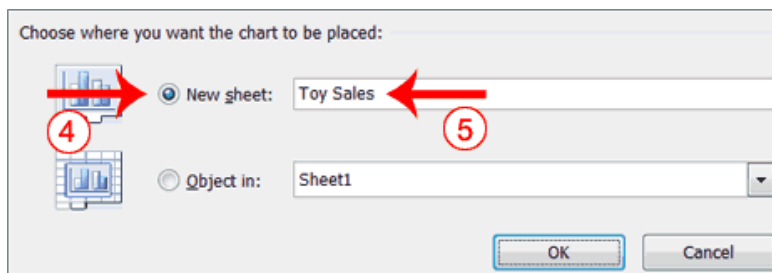 Choose where you want the chart to be placed:
4
New sheet:
Toy Sales
5
Object in:
Sheet1
OK
Cancel